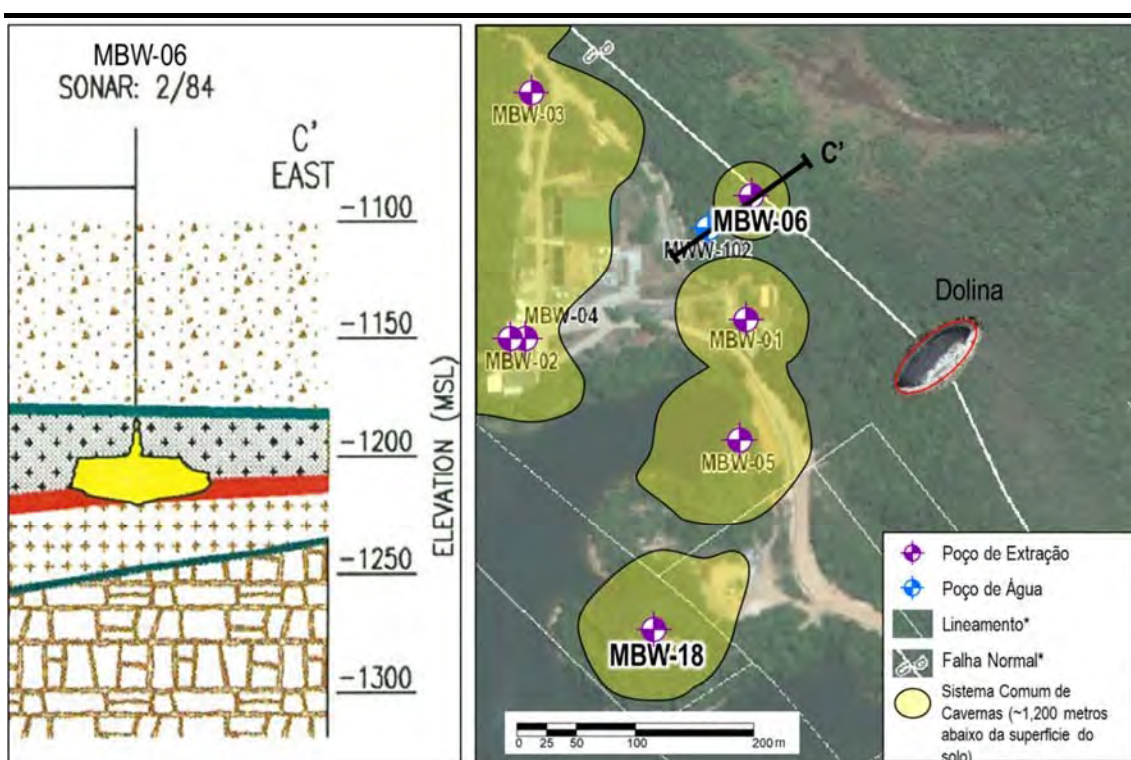 MBW-06
SONAR: 2/84
C'
EAST
-1100
-1150
-1200
-1250
-1300
ELEVATION (MSL)
MBW-03
C'
MBW-06
MWW-102
Dolina
MBW-04
MBW-02
MBW-01
MBW-05
MBW-18
0 25 50 100 200 m
Poço de Extração
Poço de Água
Lineamento*
Falha Normal*
Sistema Comum de
Cavernas (~1,200 metros
abaixo da superfície do
solo)